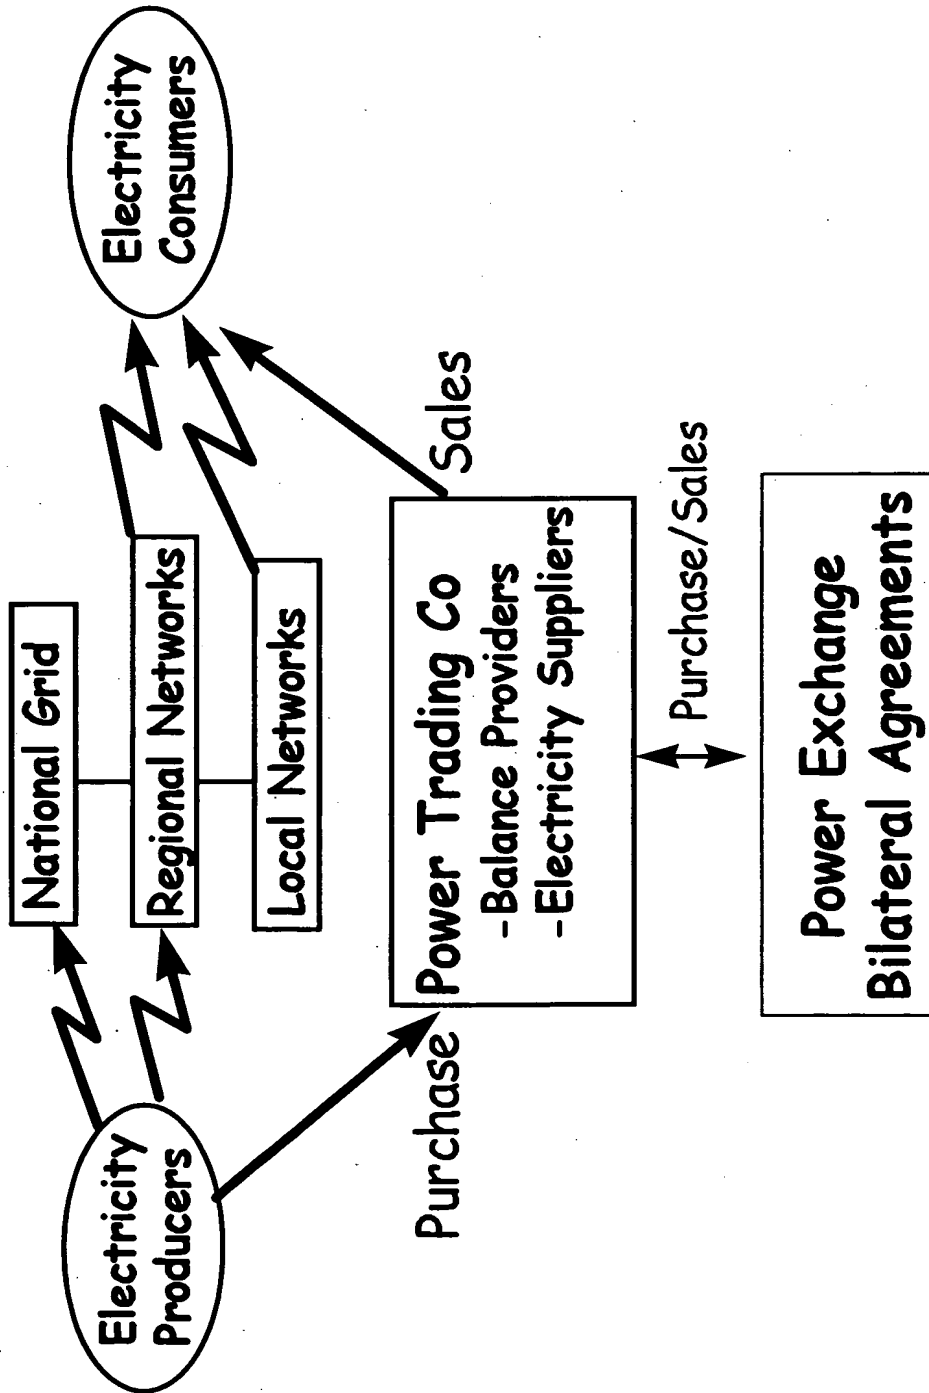 National Grid
Electricity
Producers
Regional Networks
Electricity
Consumers
Local Networks
Purchase
Power Trading Co
-Balance Providers
-Electricity Suppliers
Sales
Purchase/Sales
Power Exchange
Bilateral Agreements